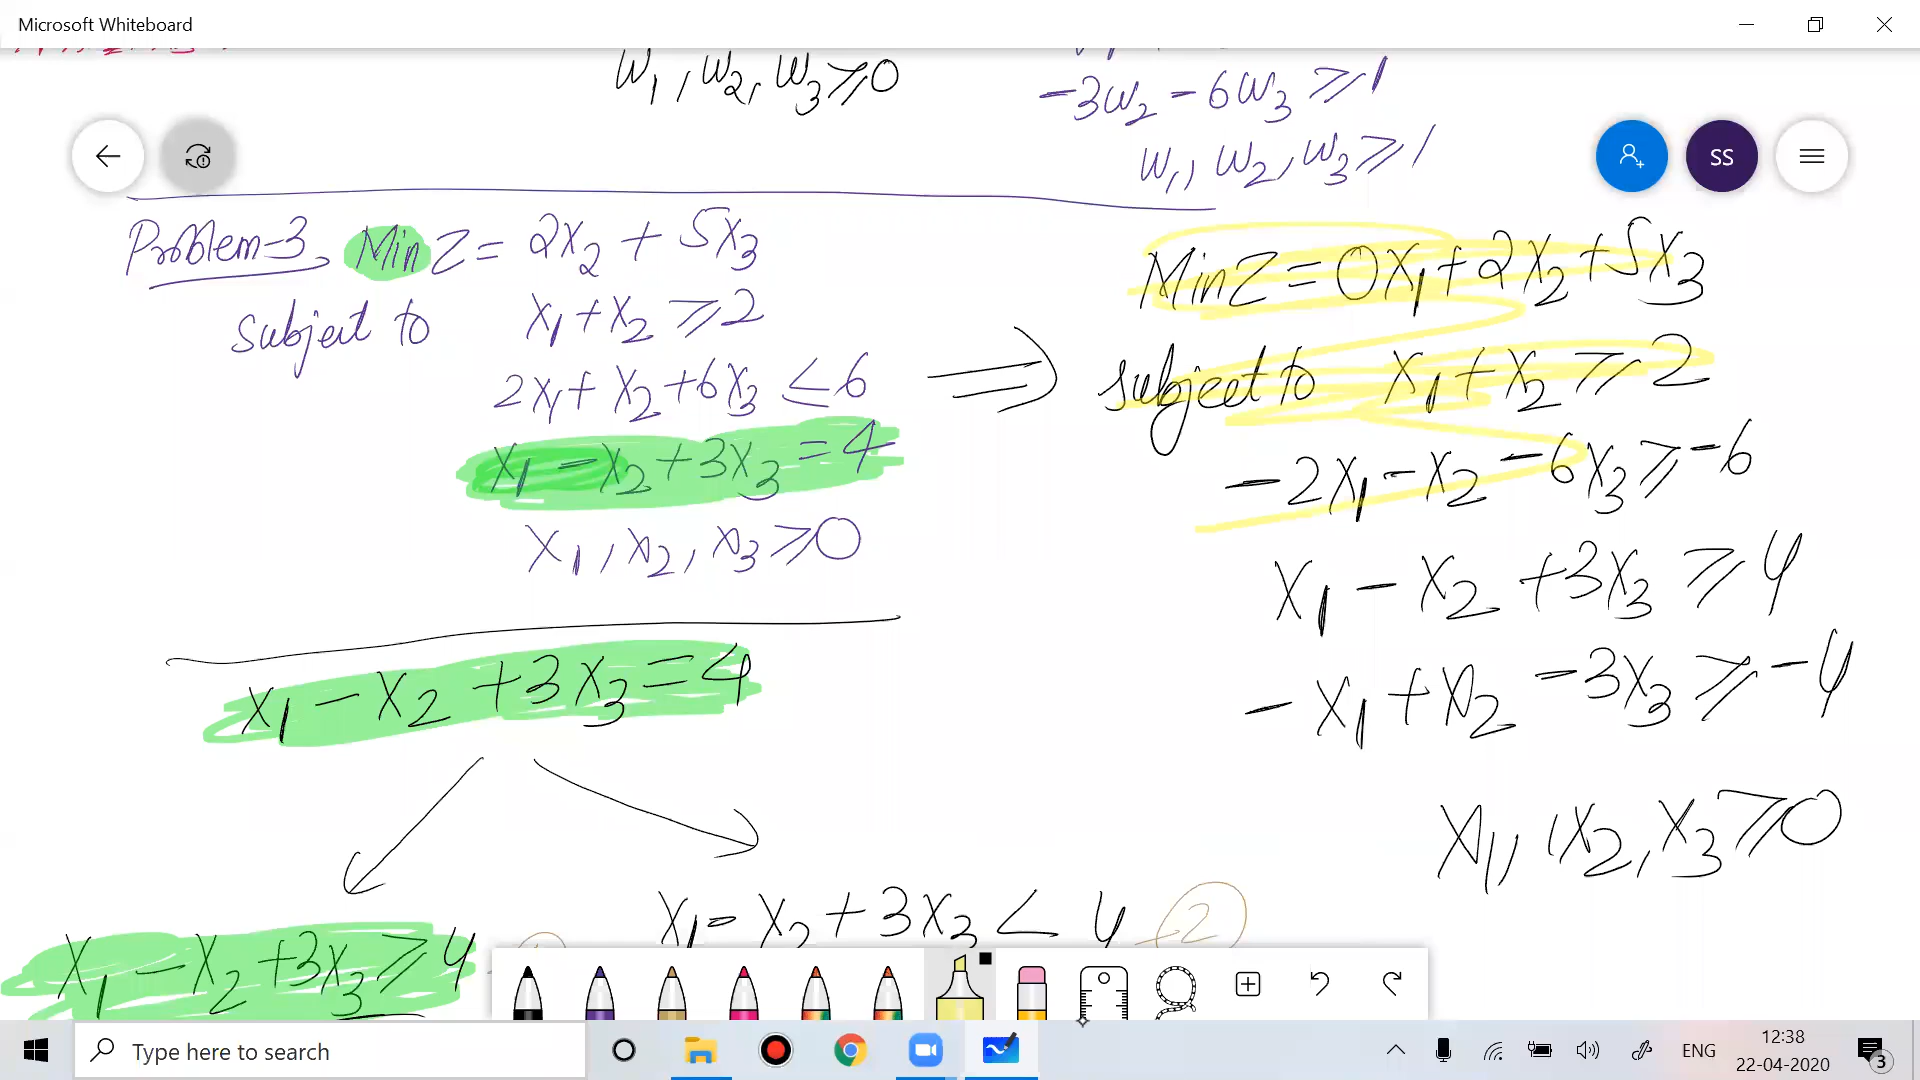 Microsoft Whiteboard
W1, W2, W3 ≥ 0
-3W2 - 6W3 ≥ 1
W1, W2, W3 ≥ 1
SS
Problem-3, Min Z = 2X2 + 5X3
Subject to X1 + X2 ≥ 2
2X1 + X2 + 6X3 ≤ 6
X1 - X2 + 3X3 = 4
X1, X2, X3 ≥ 0
⇒
Min Z = 0X1 + 2X2 + 5X3
subject to X1 + X2 ≥ 2
-2X1 - X2 - 6X3 ≥ -6
X1 - X2 + 3X3 ≥ 4
-X1 + X2 - 3X3 ≥ -4
X1, X2, X3 ≥ 0
X1 - X2 + 3X3 = 4
X1 - X2 + 3X3 ≥ 4
X1 - X2 + 3X3 ≤ 4 - 2
Type here to search
ENG
12:38
22-04-2020
3